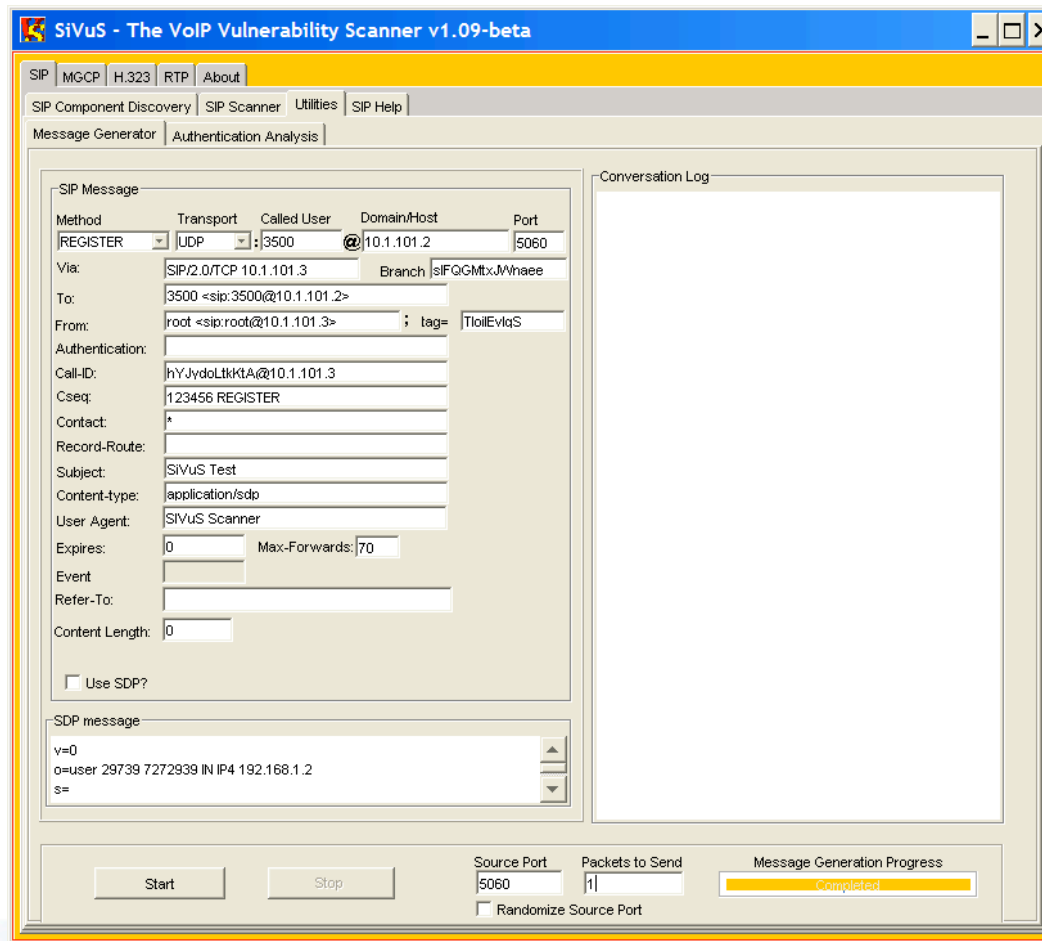 SiVuS - The VoIP Vulnerability Scanner v1.09-beta
SIP MGCP H.323 RTP About
SIP Component Discovery SIP Scanner Utilities SIP Help
Message Generator Authentication Analysis
SIP Message
Method Transport Called User Domain/Host Port
REGISTER UDP : 3500 @ 10.1.101.2 5060
Via: SIP/2.0/TCP 10.1.101.3 Branch slFQGMtxJWnaee
To: 3500 <sip:3500@10.1.101.2>
From: root <sip:root@10.1.101.3> ; tag= TloilEvlqS
Authentication:
Call-ID: hYJydoLtkKtA@10.1.101.3
Cseq: 123456 REGISTER
Contact: *
Record-Route:
Subject: SiVuS Test
Content-type: application/sdp
User Agent: SIVuS Scanner
Expires: 0 Max-Forwards: 70
Event
Refer-To:
Content Length: 0
Use SDP?
SDP message
v=0
o=user 29739 7272939 IN IP4 192.168.1.2
s=
Conversation Log
Start Stop
Source Port Packets to Send Message Generation Progress
5060 1 Completed
Randomize Source Port